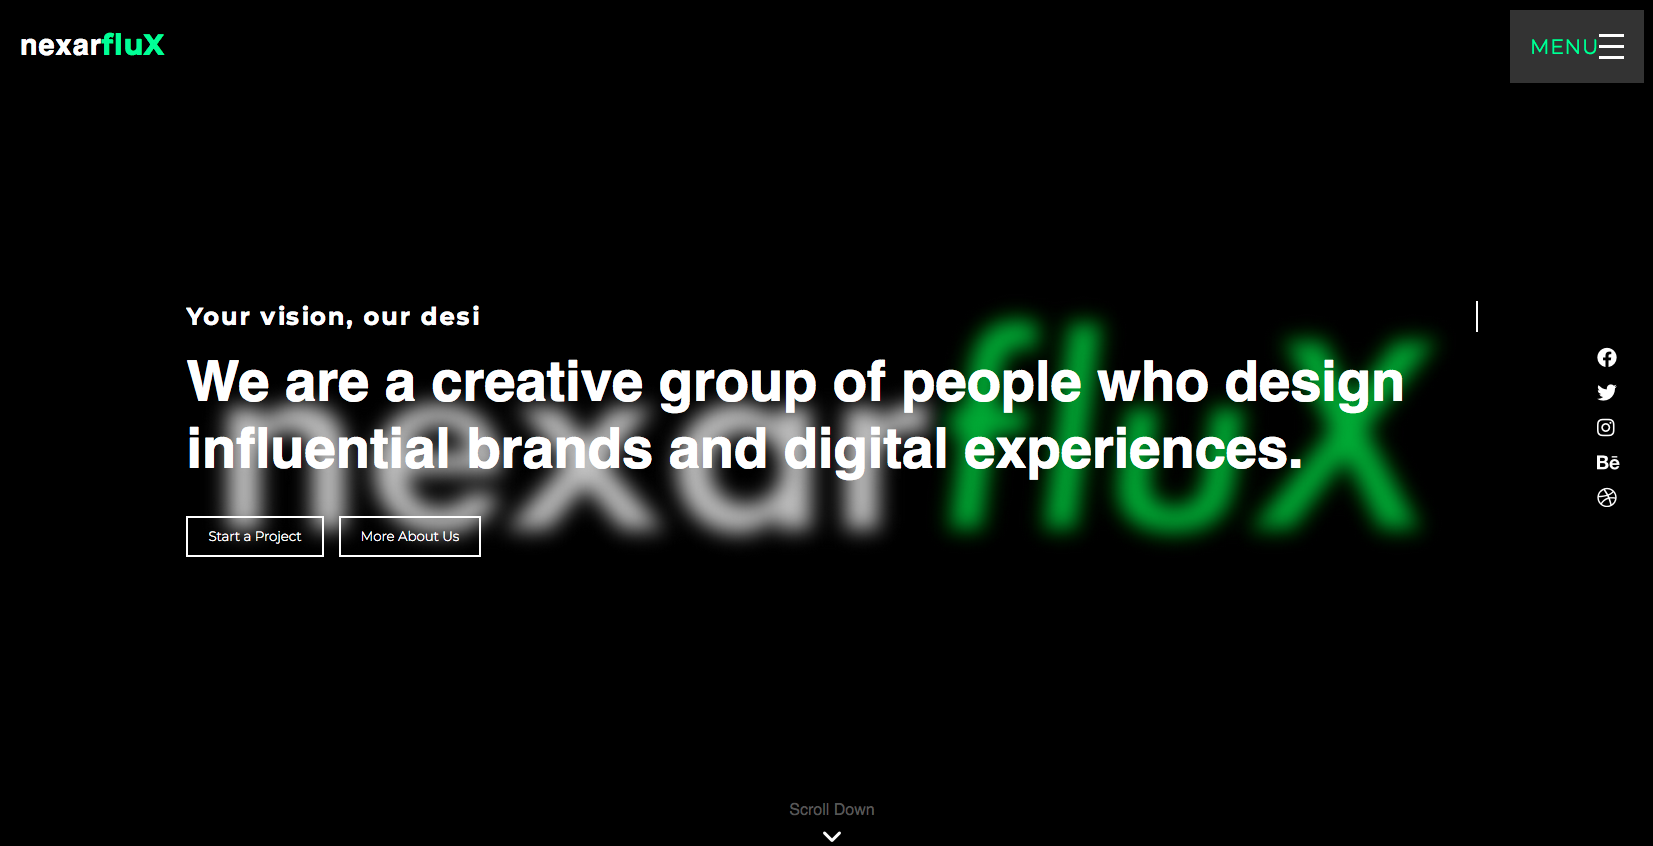 nexarfluX
MENU
Your vision, our desi
We are a creative group of people who design
influential brands and digital experiences.
nexarfluX
Start a Project
More About Us
Bē
Scroll Down